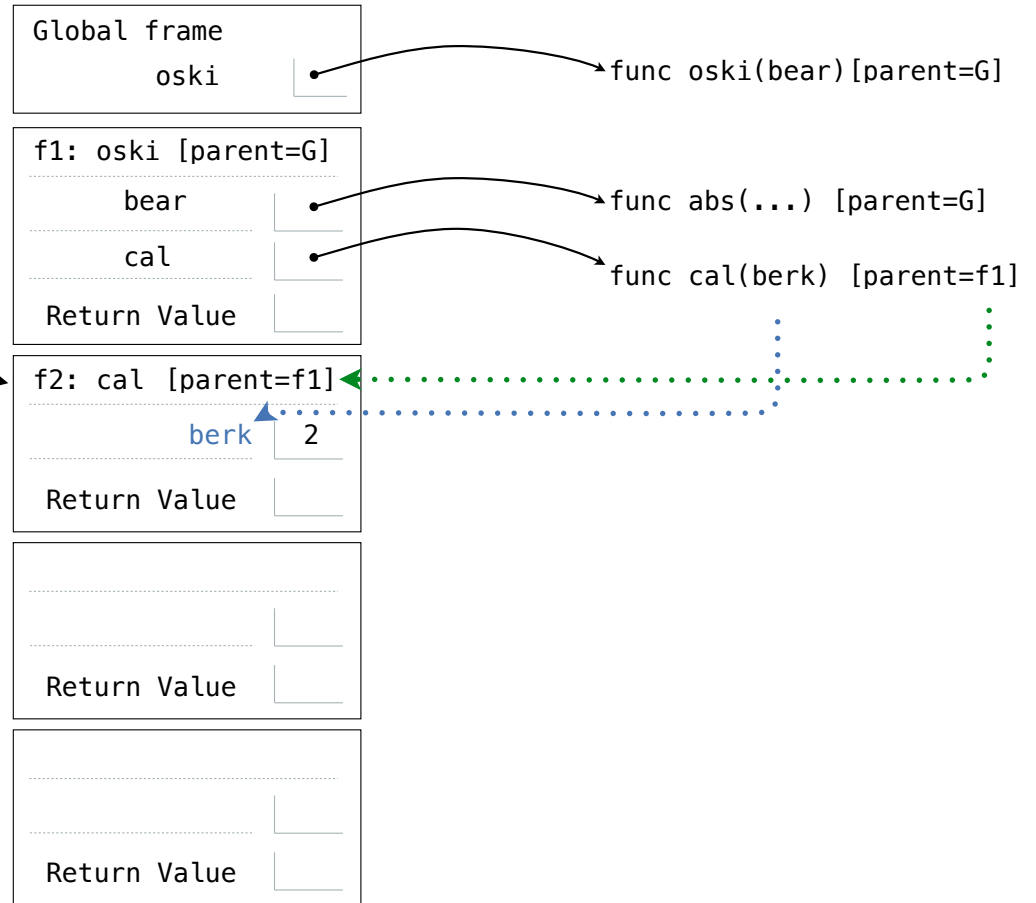 Global frame
oski
func oski(bear)[parent=G]
f1: oski [parent=G]
bear
func abs(...) [parent=G]
cal
func cal(berk) [parent=f1]
Return Value
f2: cal [parent=f1]
berk 2
Return Value
Return Value
Return Value